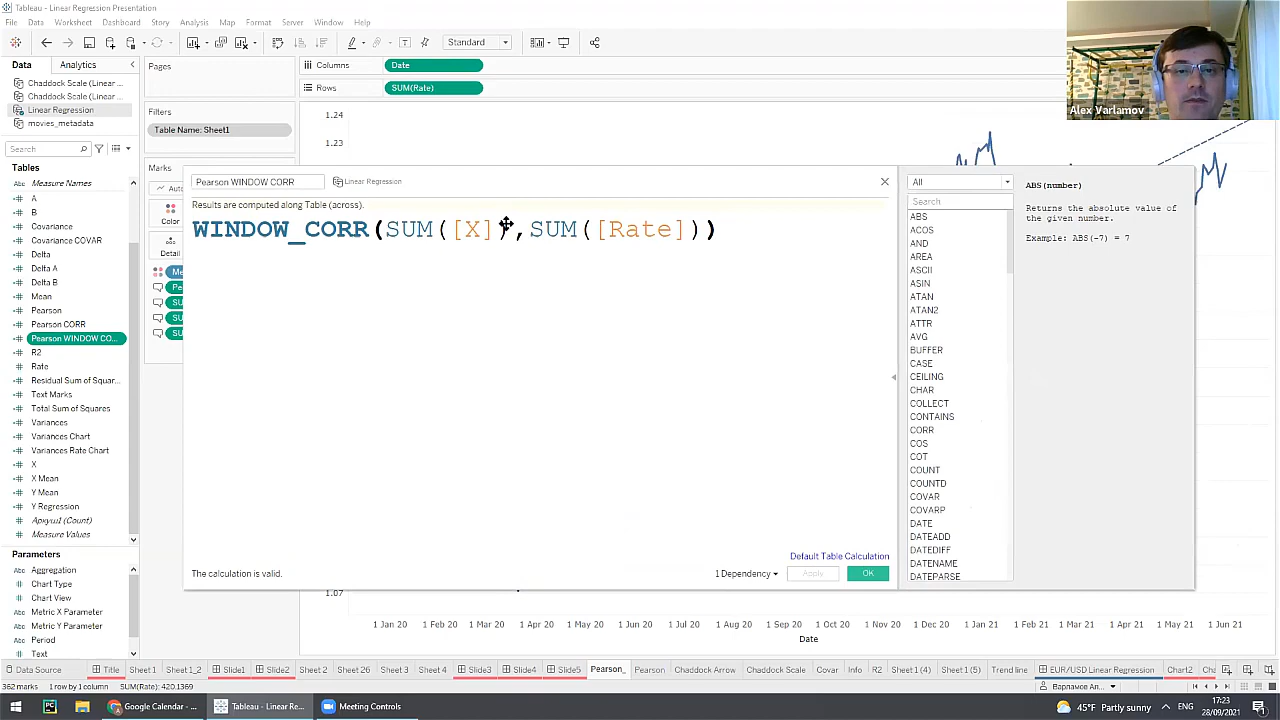 Tableau - Linear Regression Presentation
File Data Worksheet Dashboard Story Analysis Map Format Server Window Help
Standard
Data Analytics
Pages
Columns Date
Rows SUM(Rate)
Alex Varlamov
Chaddock Scale (Linear ...
Chaddock Scale (Linear ...
Linear Regression
movies_metadata
Search
Tables
Measure Names
A
B
Covariance
Covariance COVAR
Delta A
Delta B
Mean
Pearson
Pearson CORR
Pearson WINDOW CO...
R2
Rate
Residual Sum of Squar...
Text Marks
Total Sum of Squares
Variances
Variances Chart
Variances Rate Chart
X
X Mean
Y Mean
Y Regression
Аркуш1 (Count)
Measure Values
Parameters
Aggregation
Chart Type
Chart View
Metric X Parameter
Metric Y Parameter
Period
Text
Filters
Table Name: Sheet1
Marks
Color
Detail
1.24
1.23
Pearson WINDOW CORR
Linear Regression
Results are computed along Table (across).
WINDOW_CORR(SUM([X]),SUM([Rate]))
Default Table Calculation
The calculation is valid.
1 Dependency
Apply
OK
All
Search
ABS
ACOS
AND
AREA
ASCII
ASIN
ATAN
ATAN2
ATTR
AVG
BUFFER
CASE
CEILING
CHAR
COLLECT
CONTAINS
CORR
COS
COT
COUNT
COUNTD
COVAR
COVARP
DATE
DATEADD
DATEDIFF
DATENAME
DATEPARSE
ABS(number)
Returns the absolute value of
the given number.
Example: ABS(-7) = 7
1.07
1 Jan 20 1 Feb 20 1 Mar 20 1 Apr 20 1 May 20 1 Jun 20 1 Jul 20 1 Aug 20 1 Sep 20 1 Oct 20 1 Nov 20 1 Dec 20 1 Jan 21 1 Feb 21 1 Mar 21 1 Apr 21 1 May 21 1 Jun 21
Date
Data Source Title Sheet 1 Sheet 1_2 Slide1 Slide2 Sheet 2 Sheet 26 Sheet 3 Sheet 4 Slide3 Slide4 Slide5 Pearson_ Pearson Chaddock Arrow Chaddock Scale Covar Info R2 Sheet1 (4) Sheet1 (5) Trend line EUR/USD Linear Regression Chart2
362 marks 1 row by 1 column SUM(Rate): 420.1369
Варламов Ал...
Google Calendar - ...
Tableau - Linear Re...
Meeting Controls
45°F Partly sunny
17:23
28/09/2021